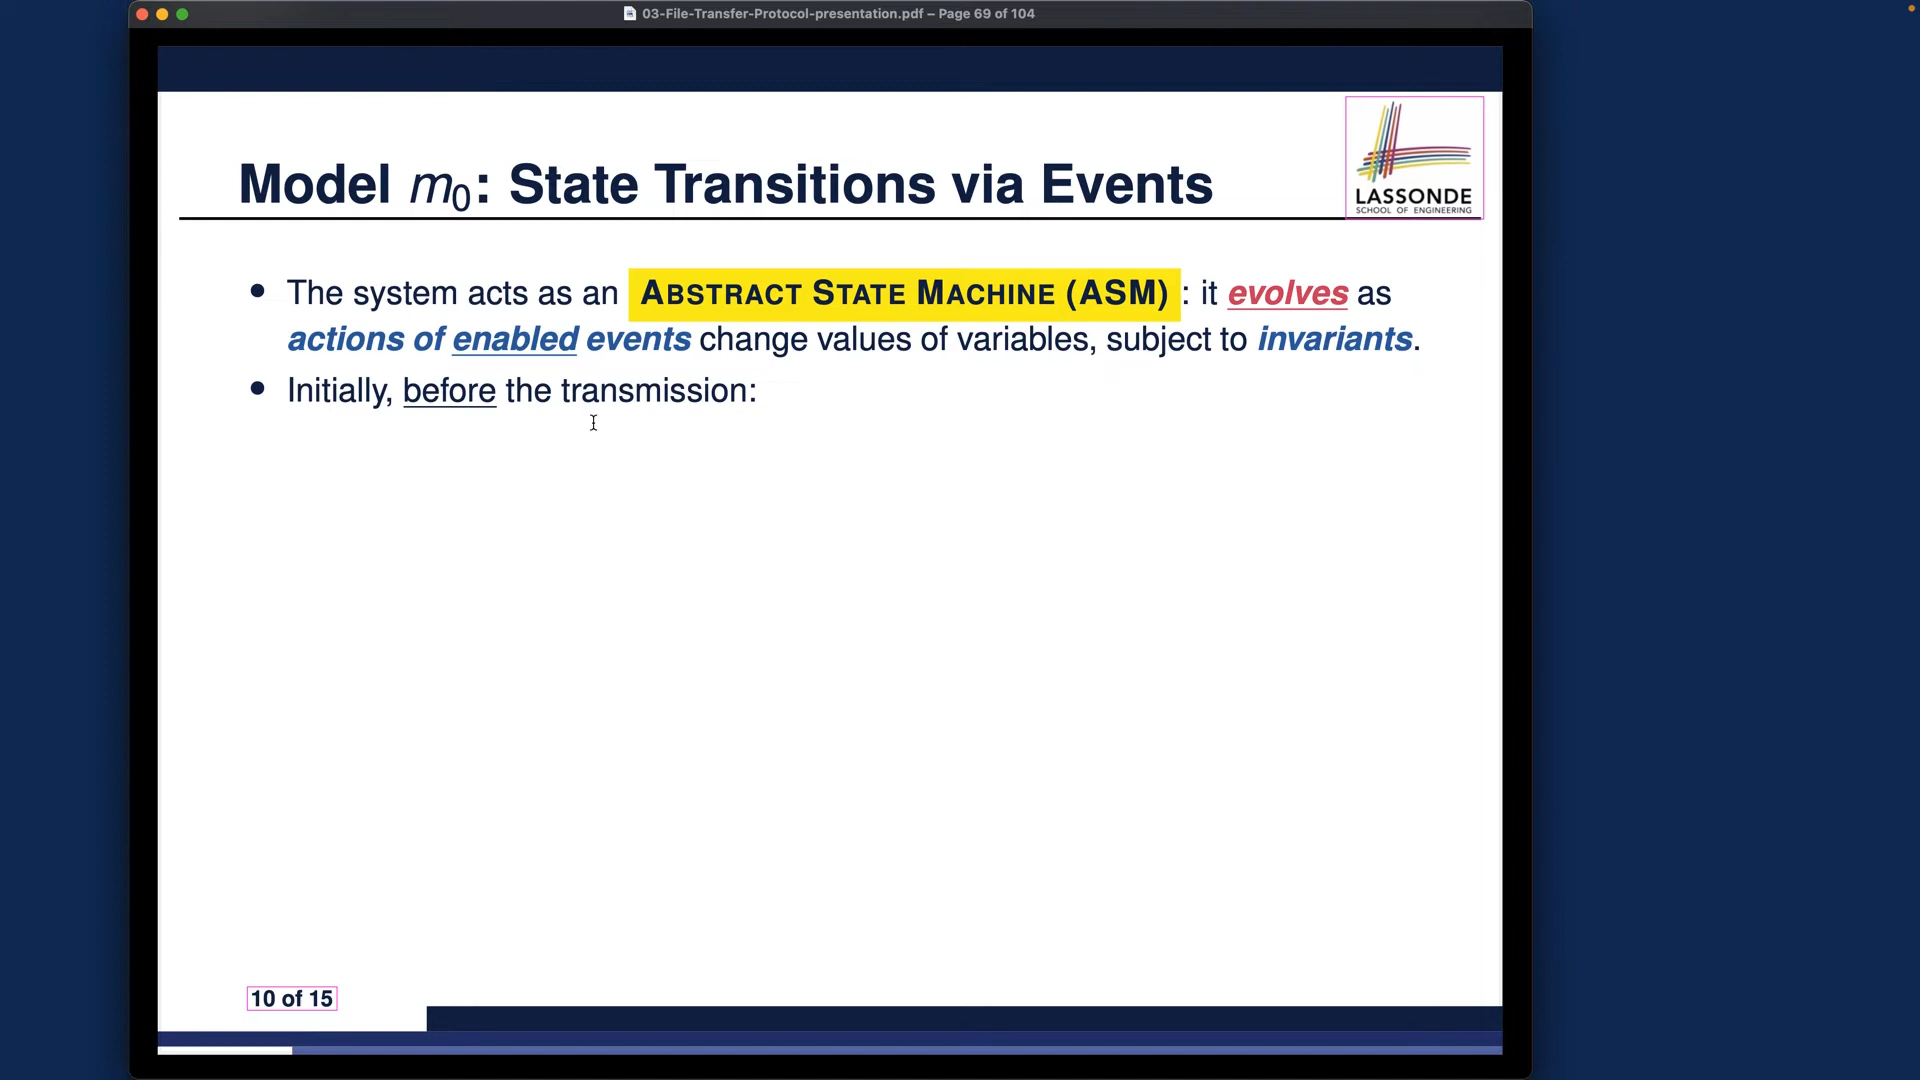 03-File-Transfer-Protocol-presentation.pdf – Page 69 of 104
LASSONDE
SCHOOL OF ENGINEERING
Model m₀: State Transitions via Events
• The system acts as an ABSTRACT STATE MACHINE (ASM) : it evolves as
actions of enabled events change values of variables, subject to invariants.
• Initially, before the transmission:
10 of 15